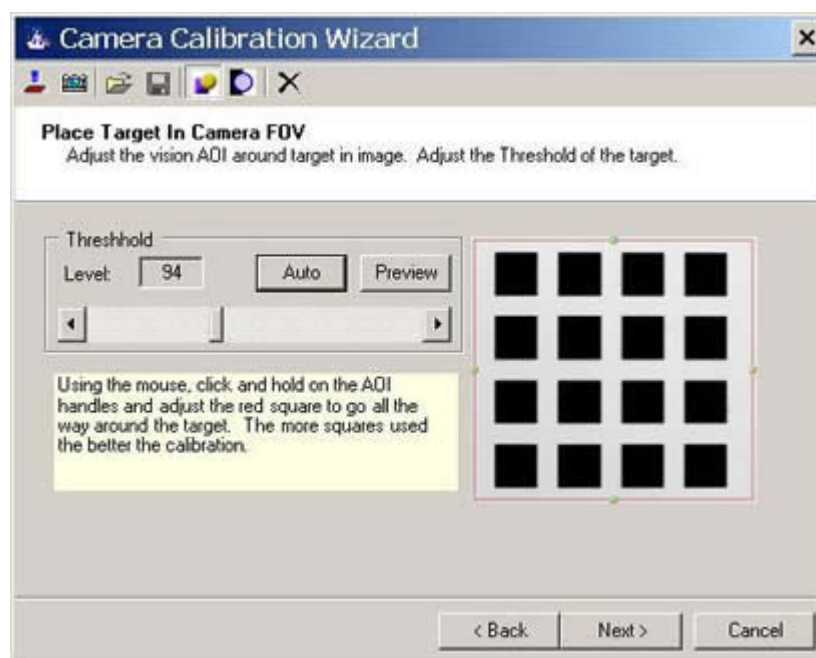 Camera Calibration Wizard
Place Target In Camera FOV
Adjust the vision AOI around target in image. Adjust the Threshold of the target.
Threshhold
Level: 94 Auto Preview
Using the mouse, click and hold on the AOI
handles and adjust the red square to go all the
way around the target. The more squares used
the better the calibration.
< Back Next > Cancel